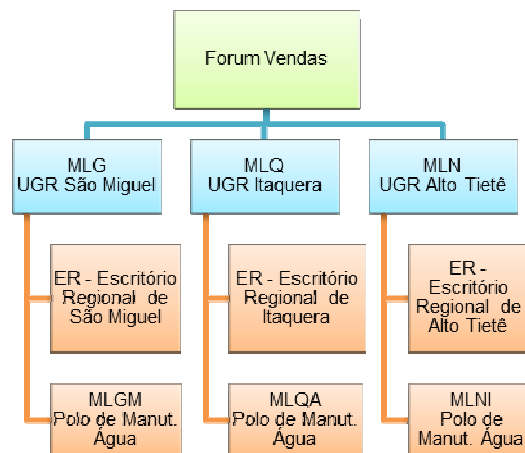 Forum Vendas
MLG
UGR São Miguel
MLQ
UGR Itaquera
MLN
UGR Alto Tietê
ER - Escritório
Regional de
São Miguel
ER - Escritório
Regional de
Itaquera
ER -
Escritório
Regional de
Alto Tietê
MLGM
Polo de Manut.
Água
MLQA
Polo de Manut.
Água
MLNI
Polo de
Manut. Água